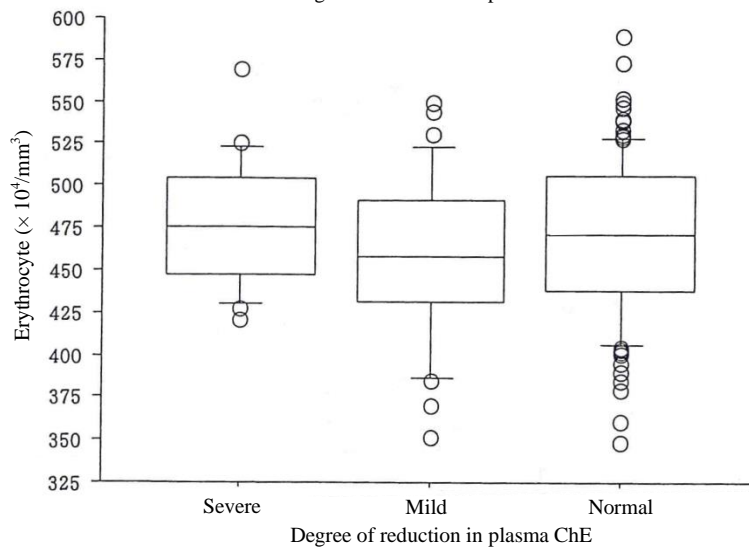 600
575
550
525
500
475
450
425
400
375
350
325
Erythrocyte (× 10⁴/mm³)
Severe
Mild
Normal
Degree of reduction in plasma ChE